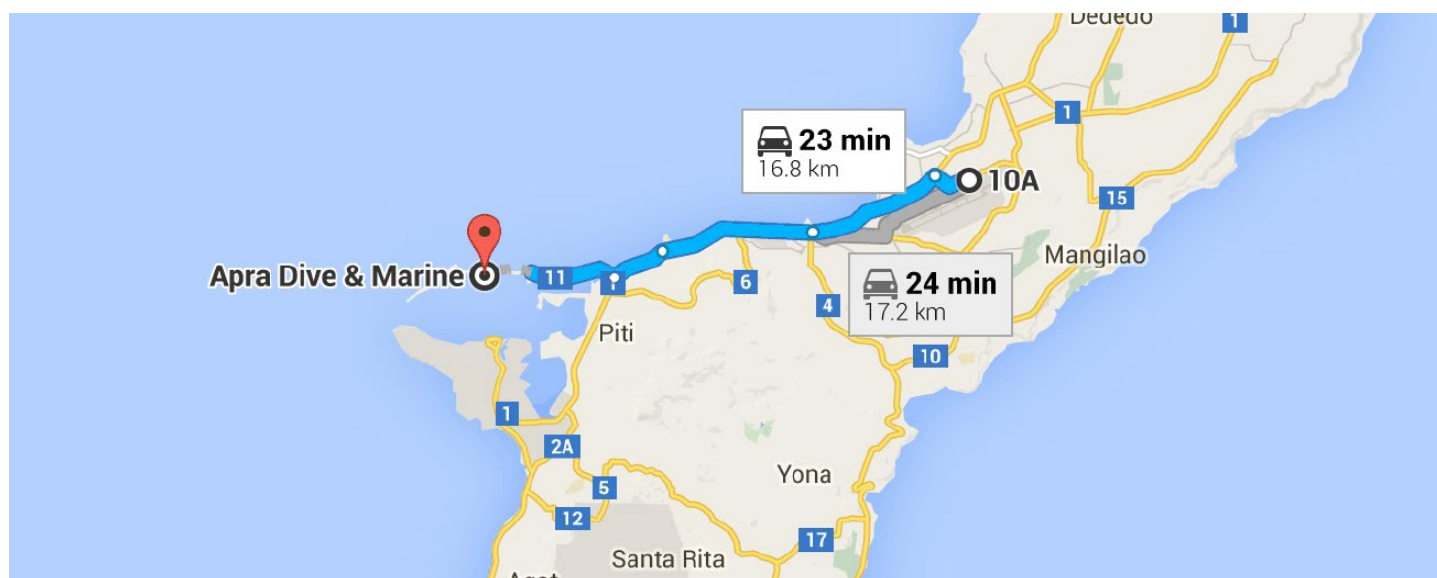 Dededo
1
23 min
16.8 km
1
10A
15
Apra Dive & Marine
11
6
Mangilao
24 min
17.2 km
4
Piti
10
1
2A
Yona
5
12
17
Santa Rita
Agat